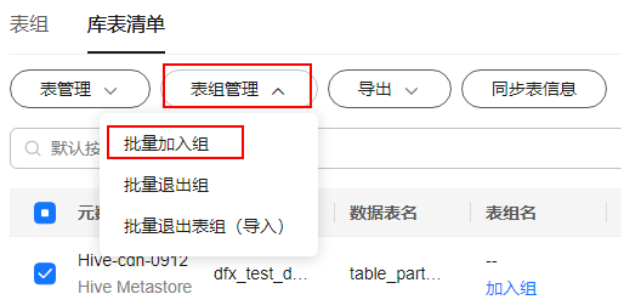 表组 库表清单
表管理 表组管理 导出 同步表信息
默认按
批量加入组
批量退出组
批量退出表组（导入）
数据表名 表组名
Hive-cdn-0912 dfx_test_d... table_part... --
Hive Metastore 加入组